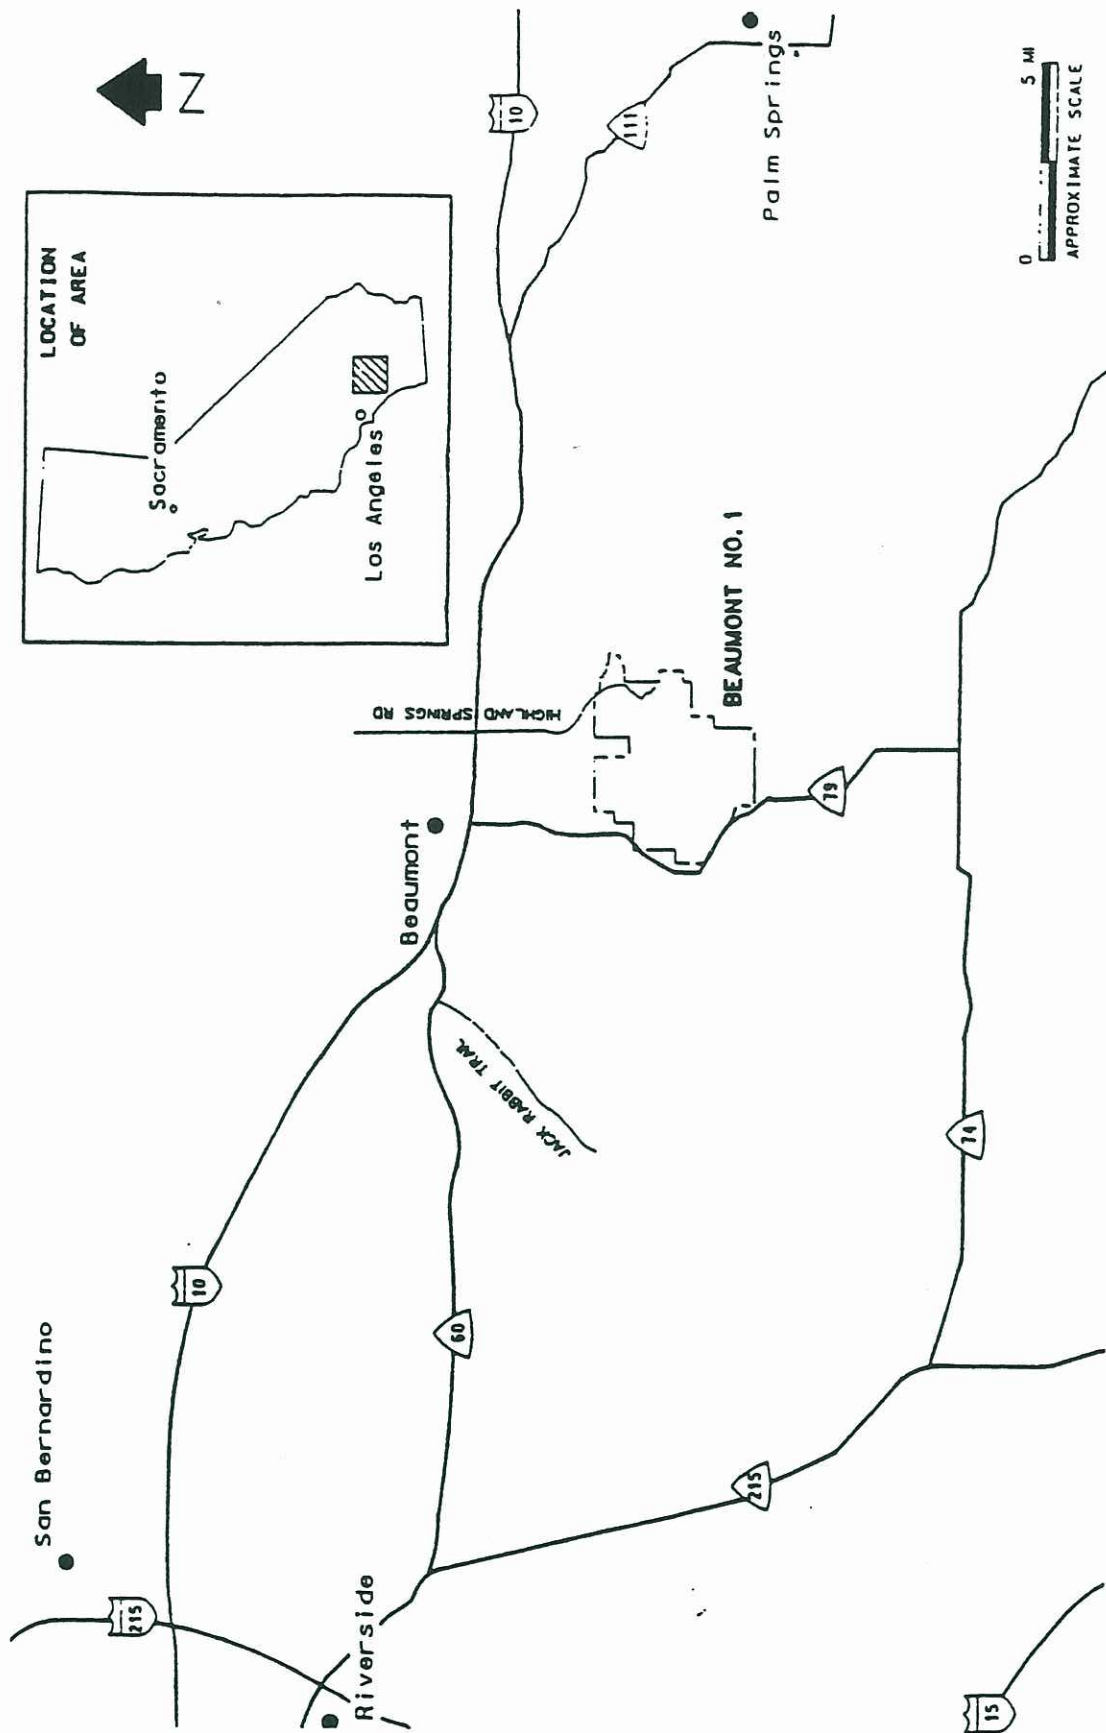 San Bernardino
215
10
Riverside
60
215
15
74
JACK RABBIT TRAIL
Beaumont
HIGHLAND SPRINGS RD
BEAUMONT NO. 1
79
LOCATION
OF AREA
Sacramento
Los Angeles
N
10
111
Palm Springs
0 5 MI
APPROXIMATE SCALE